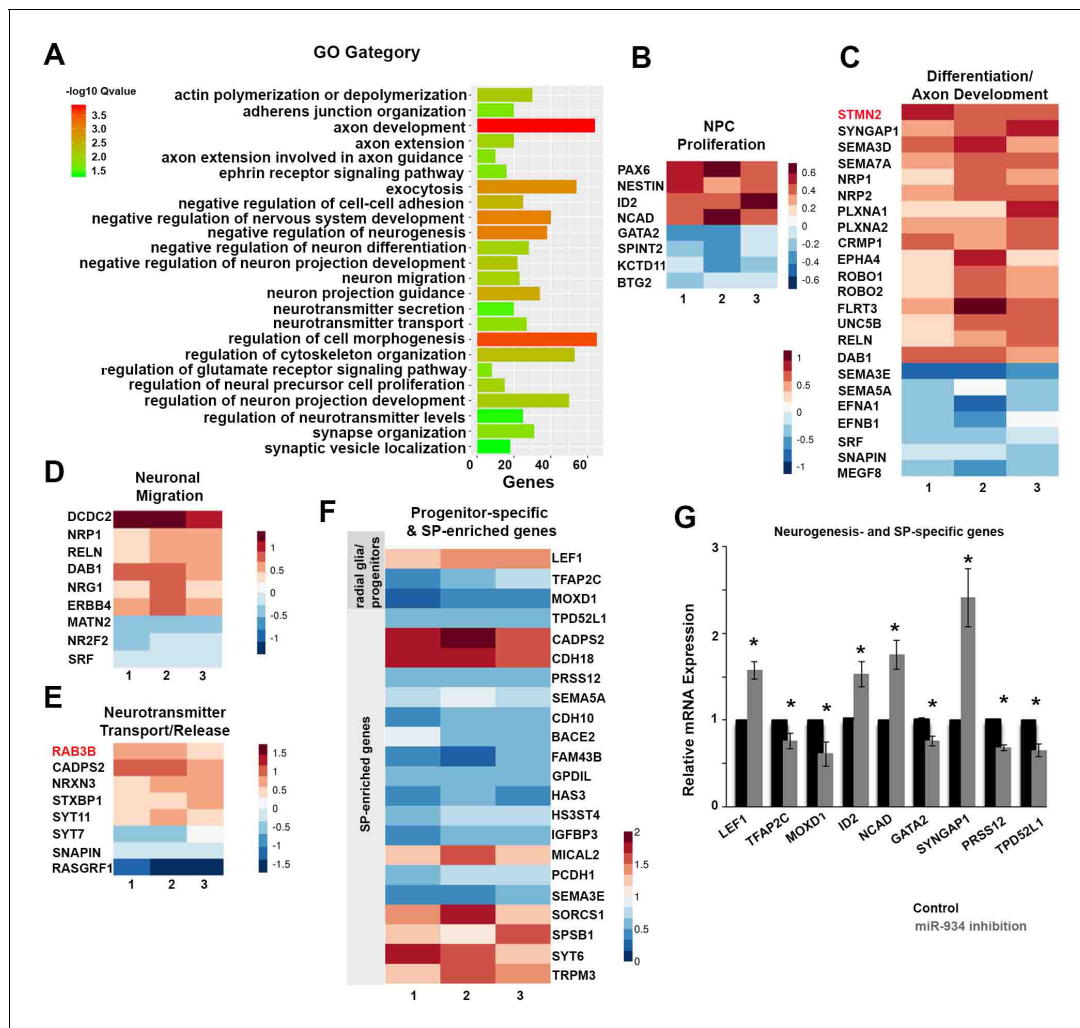 A
GO Gategory
-log10 Qvalue
3.5
3.0
2.5
2.0
1.5
actin polymerization or depolymerization
adherens junction organization
axon development
axon extension
axon extension involved in axon guidance
ephrin receptor signaling pathway
exocytosis
negative regulation of cell-cell adhesion
negative regulation of nervous system development
negative regulation of neurogenesis
negative regulation of neuron differentiation
negative regulation of neuron projection development
neuron migration
neuron projection guidance
neurotransmitter secretion
neurotransmitter transport
regulation of cell morphogenesis
regulation of cytoskeleton organization
regulation of glutamate receptor signaling pathway
regulation of neural precursor cell proliferation
regulation of neuron projection development
regulation of neurotransmitter levels
synapse organization
synaptic vesicle localization
0 20 40 60
Genes
B
NPC
Proliferation
PAX6
NESTIN
ID2
NCAD
GATA2
SPINT2
KCTD11
BTG2
1 2 3
0.6
0.4
0.2
0
-0.2
-0.4
-0.6
C
Differentiation/
Axon Development
STMN2
SYNGAP1
SEMA3D
SEMA7A
NRP1
NRP2
PLXNA1
PLXNA2
CRMP1
EPHA4
ROBO1
ROBO2
FLRT3
UNC5B
RELN
DAB1
SEMA3E
SEMA5A
EFNA1
EFNB1
SRF
SNAPIN
MEGF8
1 2 3
1
0.5
0
-0.5
-1
D
Neuronal
Migration
DCDC2
NRP1
RELN
DAB1
NRG1
ERBB4
MATN2
NR2F2
SRF
1 2 3
1
0.5
0
-0.5
-1
E
Neurotransmitter
Transport/Release
RAB3B
CADPS2
NRXN3
STXBP1
SYT11
SYT7
SNAPIN
RASGRF1
1 2 3
1.5
1
0.5
0
-0.5
-1
-1.5
F
Progenitor-specific
& SP-enriched genes
radial glia/
progenitors
SP-enriched genes
LEF1
TFAP2C
MOXD1
TPD52L1
CADPS2
CDH18
PRSS12
SEMA5A
CDH10
BACE2
FAM43B
GPDIL
HAS3
HS3ST4
IGFBP3
MICAL2
PCDH1
SEMA3E
SORCS1
SPSB1
SYT6
TRPM3
1 2 3
2
1.5
1
0.5
0
G
Neurogenesis- and SP-specific genes
Relative mRNA Expression
3
2
1
0
* * * * * * * * *
LEF1
TFAP2C
MOXD1
ID2
NCAD
GATA2
SYNGAP1
PRSS12
TPD52L1
Control
miR-934 inhibition